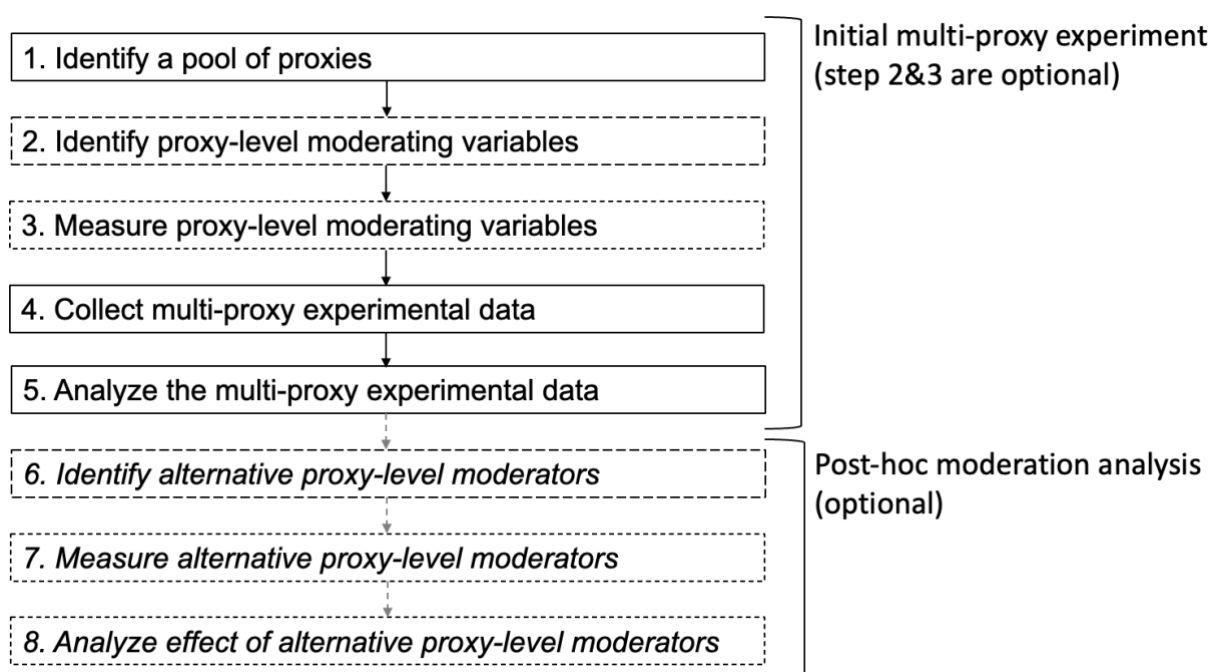 1. Identify a pool of proxies
2. Identify proxy-level moderating variables
3. Measure proxy-level moderating variables
4. Collect multi-proxy experimental data
5. Analyze the multi-proxy experimental data
Initial multi-proxy experiment
(step 2&3 are optional)
6. Identify alternative proxy-level moderators
7. Measure alternative proxy-level moderators
8. Analyze effect of alternative proxy-level moderators
Post-hoc moderation analysis
(optional)